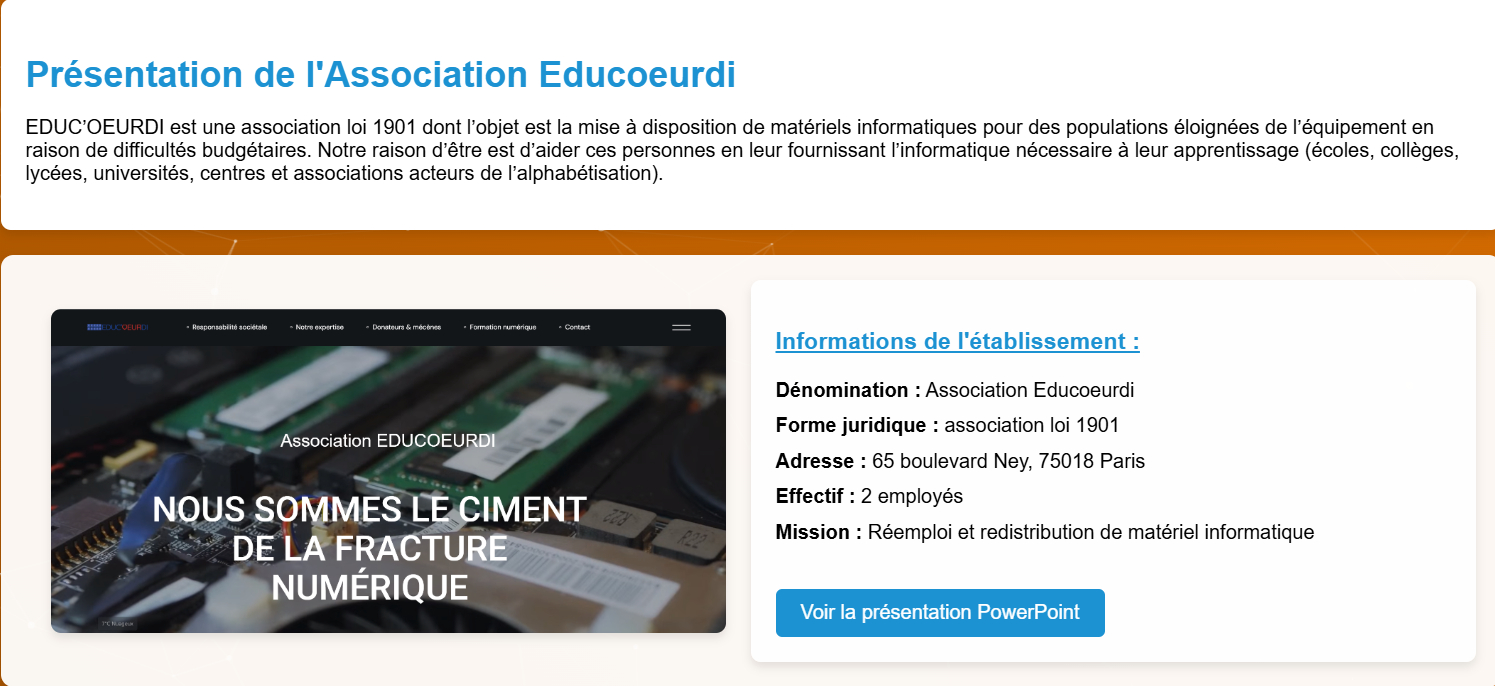 Présentation de l'Association Educoeurdi
EDUC’OEURDI est une association loi 1901 dont l’objet est la mise à disposition de matériels informatiques pour des populations éloignées de l’équipement en
raison de difficultés budgétaires. Notre raison d’être est d’aider ces personnes en leur fournissant l’informatique nécessaire à leur apprentissage (écoles, collèges,
lycées, universités, centres et associations acteurs de l’alphabétisation).
EDUC'OEURDI
Responsabilité sociétale
Notre expertise
Donateurs & mécènes
Formation numérique
Contact
Association EDUCOEURDI
NOUS SOMMES LE CIMENT
DE LA FRACTURE
NUMÉRIQUE
Informations de l'établissement :
Dénomination : Association Educoeurdi
Forme juridique : association loi 1901
Adresse : 65 boulevard Ney, 75018 Paris
Effectif : 2 employés
Mission : Réemploi et redistribution de matériel informatique
Voir la présentation PowerPoint